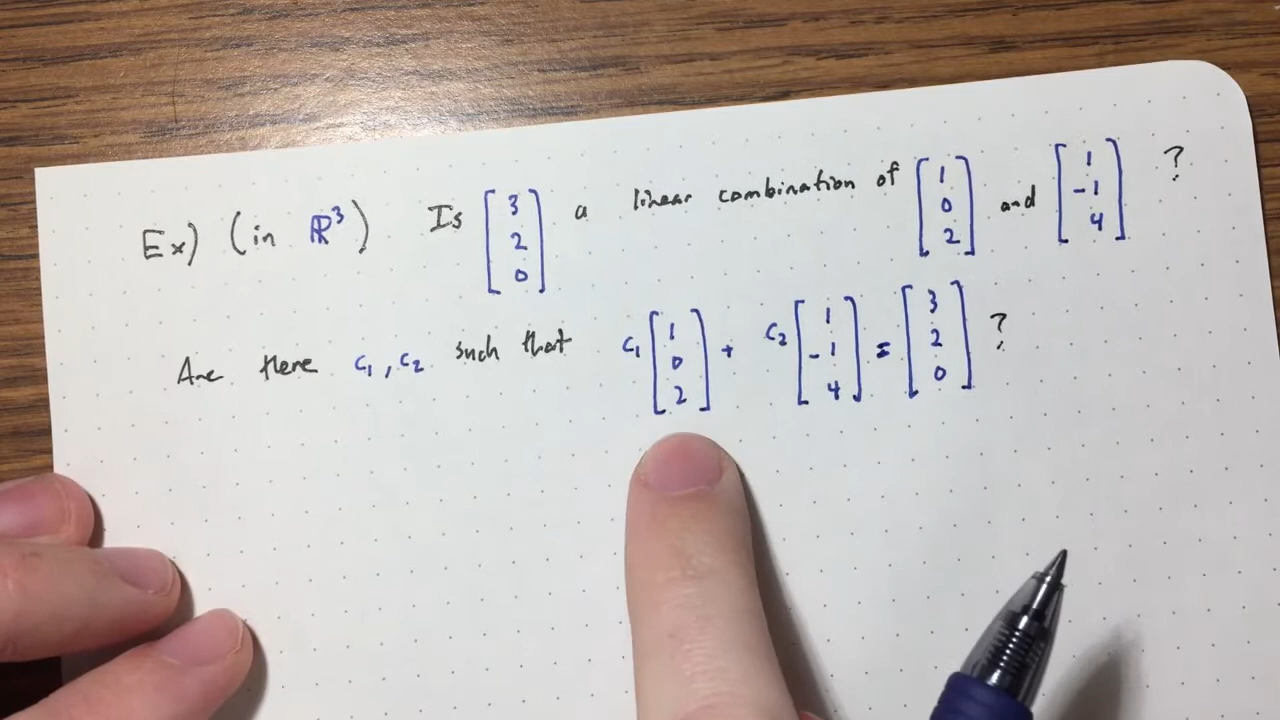 Ex) (in ℝ³) Is [3 2 0] a linear combination of [1 0 2] and [1 -1 4] ?
Are there c₁, c₂ such that c₁ [1 0 2] + c₂ [1 -1 4] = [3 2 0] ?